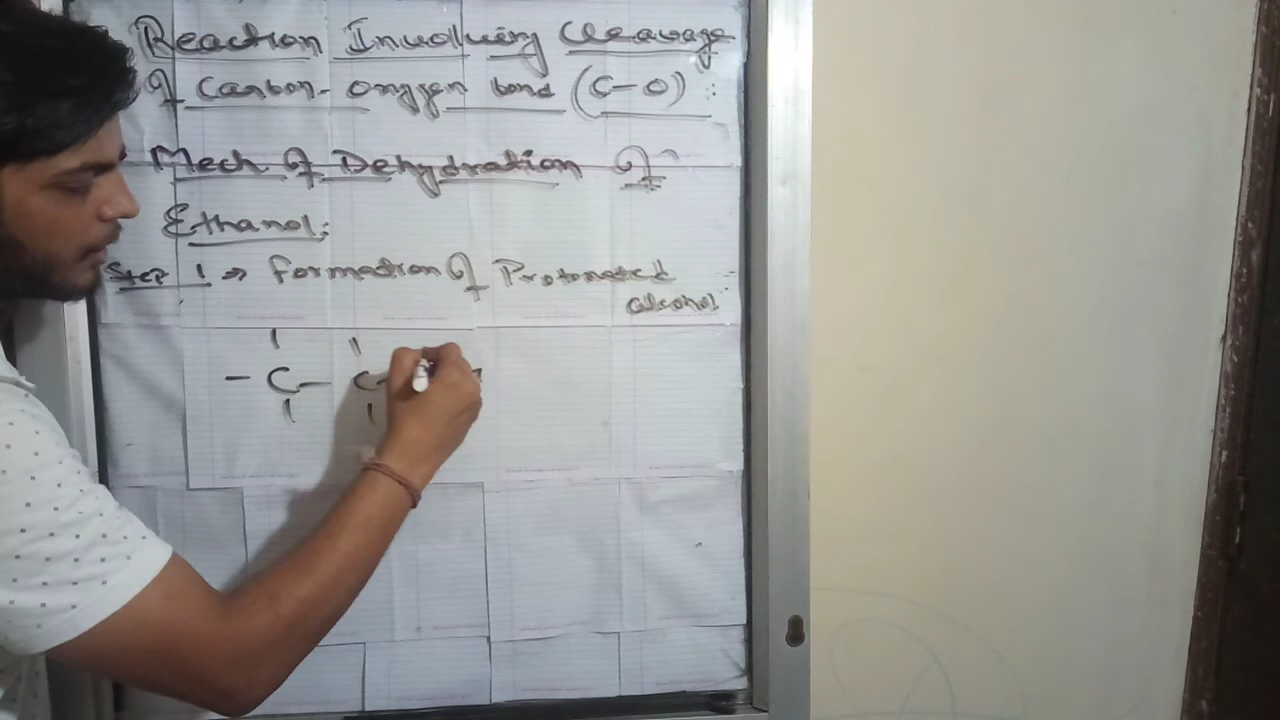 Reaction Involving Cleavage
of Carbon-oxygen bond (C-O) :
Mech of Dehydration of
Ethanol:
Step 1 ⇒ Formation of Protonated
alcohol
- C - C -